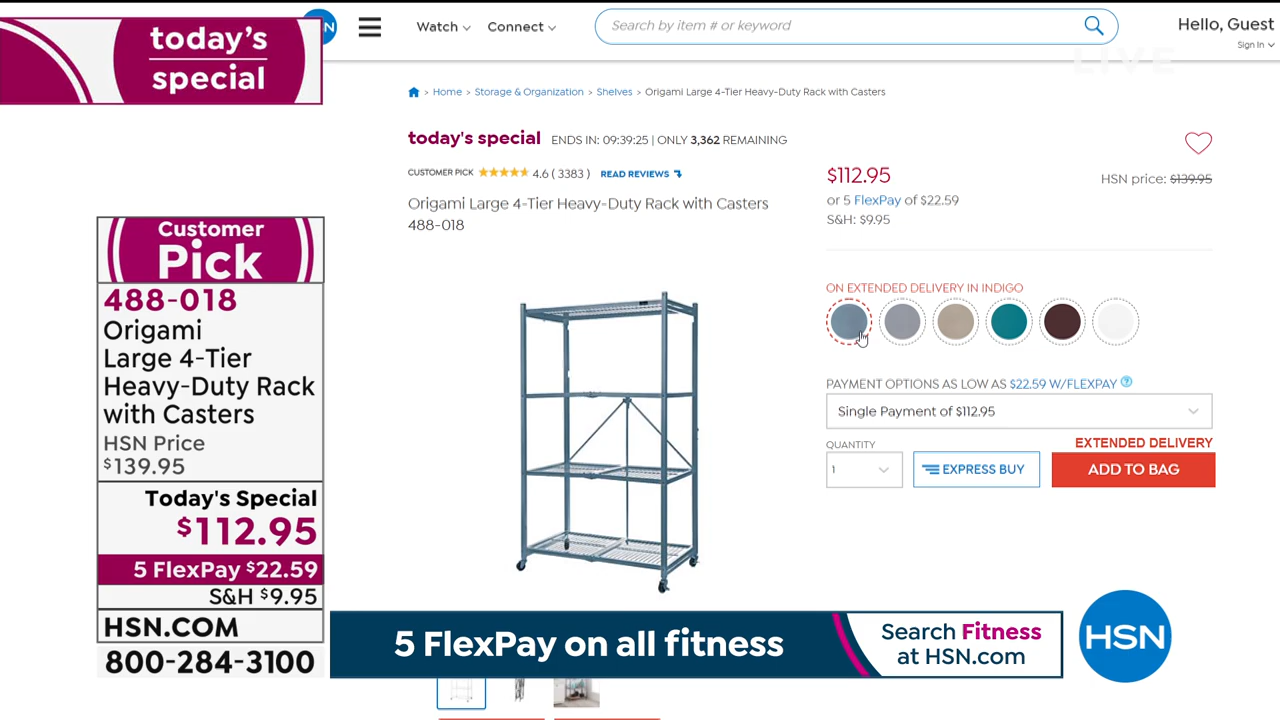 today's
special
N
Watch
Connect
Search by item # or keyword
Hello, Guest
Sign In
LIVE
> Home > Storage & Organization > Shelves > Origami Large 4-Tier Heavy-Duty Rack with Casters
today's special ENDS IN: 09:39:25 | ONLY 3,362 REMAINING
CUSTOMER PICK 4.6 ( 3383 ) READ REVIEWS
Origami Large 4-Tier Heavy-Duty Rack with Casters
488-018
$112.95
HSN price: $139.95
or 5 FlexPay of $22.59
S&H: $9.95
ON EXTENDED DELIVERY IN INDIGO
PAYMENT OPTIONS AS LOW AS $22.59 W/FLEXPAY ?
Single Payment of $112.95
QUANTITY
1
EXPRESS BUY
EXTENDED DELIVERY
ADD TO BAG
Customer
Pick
488-018
Origami
Large 4-Tier
Heavy-Duty Rack
with Casters
HSN Price
$139.95
Today's Special
$112.95
5 FlexPay $22.59
S&H $9.95
HSN.COM
800-284-3100
5 FlexPay on all fitness
Search Fitness
at HSN.com
HSN